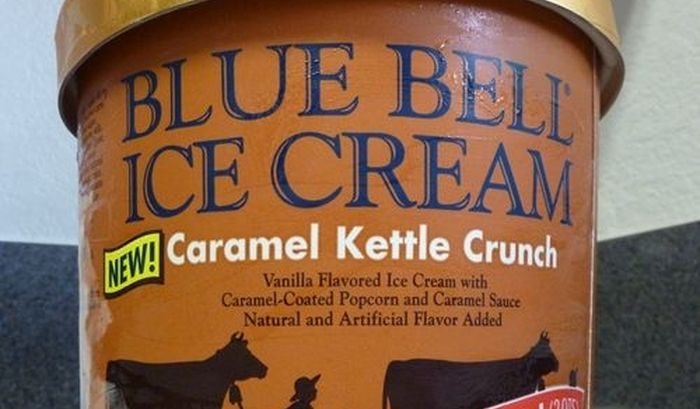 BLUE BELL®
ICE CREAM
NEW!
Caramel Kettle Crunch
Vanilla Flavored Ice Cream with
Caramel-Coated Popcorn and Caramel Sauce
Natural and Artificial Flavor Added